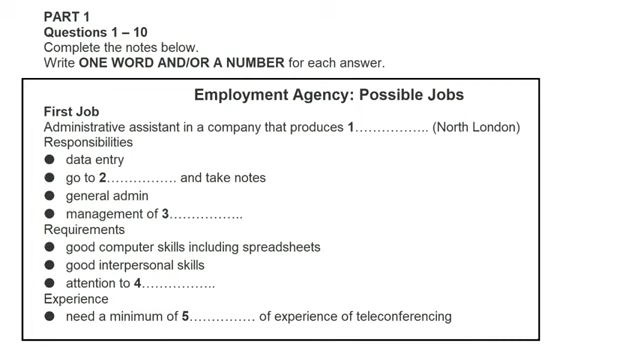 PART 1
Questions 1 – 10
Complete the notes below.
Write ONE WORD AND/OR A NUMBER for each answer.
Employment Agency: Possible Jobs
First Job
Administrative assistant in a company that produces 1…………….. (North London)
Responsibilities
● data entry
● go to 2……………. and take notes
● general admin
● management of 3……………..
Requirements
● good computer skills including spreadsheets
● good interpersonal skills
● attention to 4……………..
Experience
● need a minimum of 5…………… of experience of teleconferencing